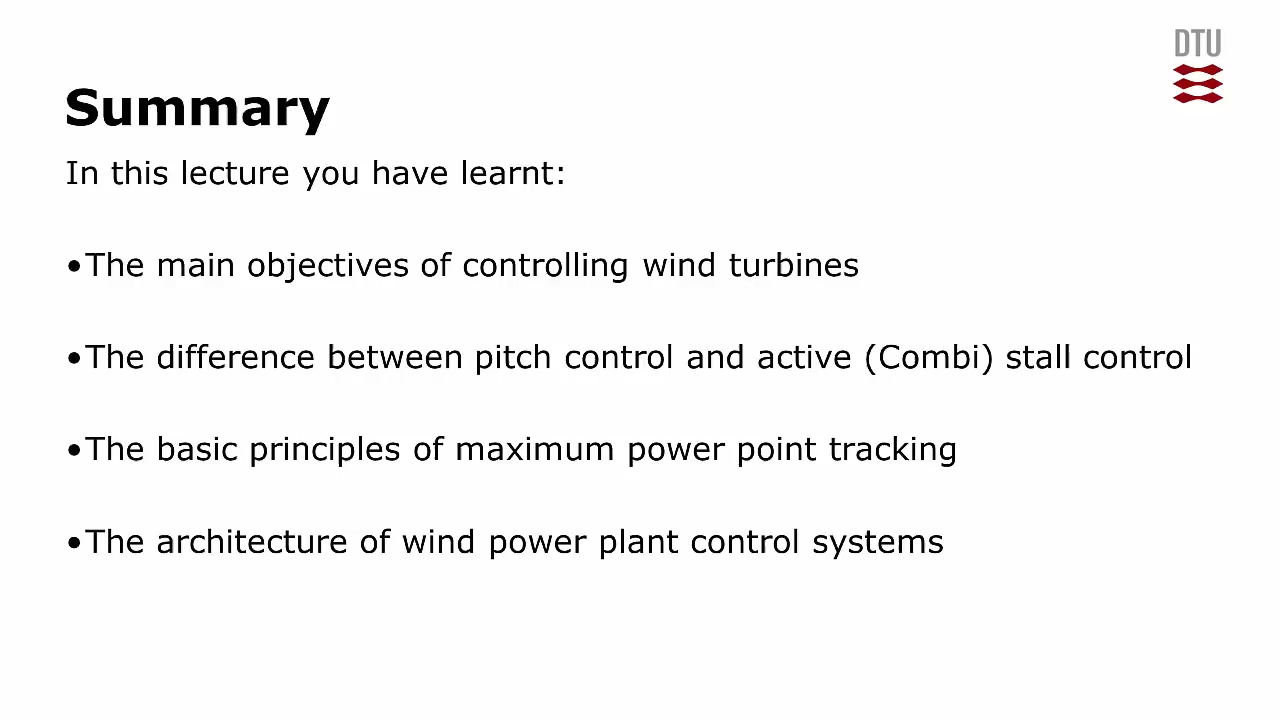 DTU
Summary
In this lecture you have learnt:
•The main objectives of controlling wind turbines
•The difference between pitch control and active (Combi) stall control
•The basic principles of maximum power point tracking
•The architecture of wind power plant control systems